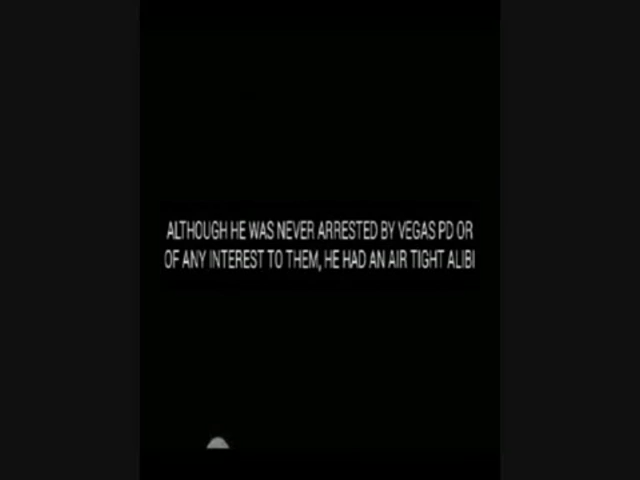 ALTHOUGH HE WAS NEVER ARRESTED BY VEGAS PD OR
OF ANY INTEREST TO THEM, HE HAD AN AIR TIGHT ALIBI